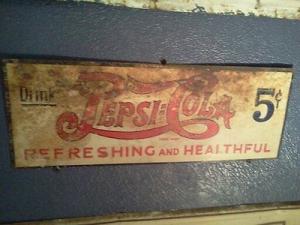 Drink
PEPSI-COLA 5¢
REFRESHING AND HEALTHFUL